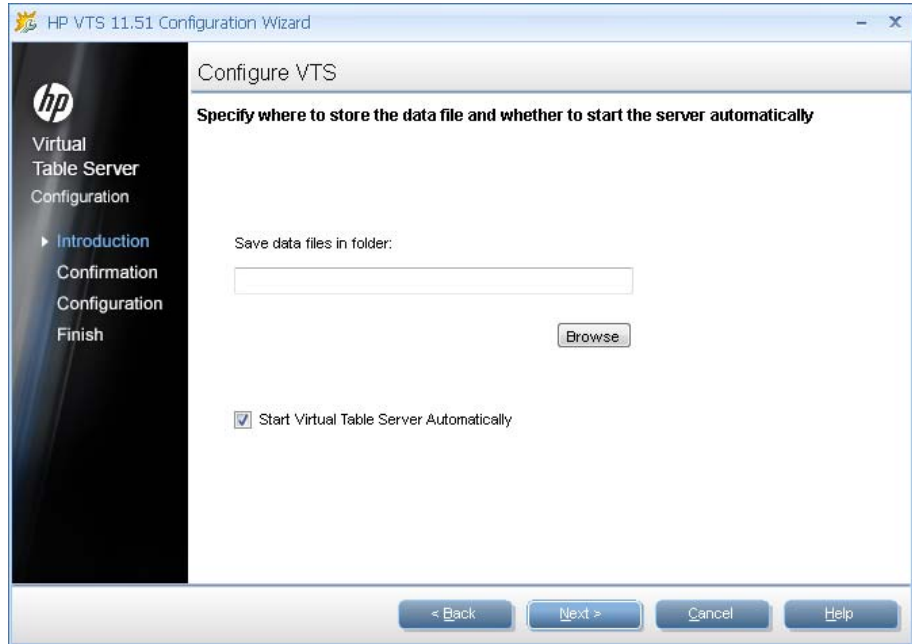 HP VTS 11.51 Configuration Wizard
hp
Virtual
Table Server
Configuration
Introduction
Confirmation
Configuration
Finish
Configure VTS
Specify where to store the data file and whether to start the server automatically
Save data files in folder:
Browse
Start Virtual Table Server Automatically
< Back
Next >
Cancel
Help